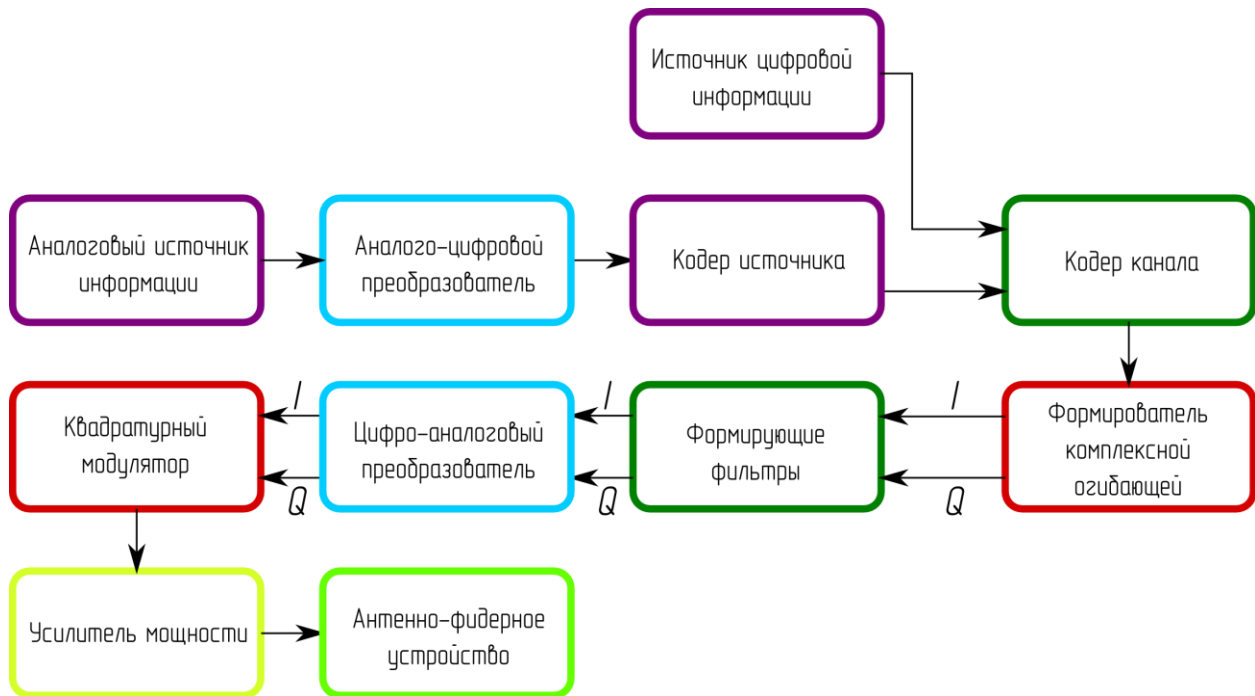 Источник цифровой
информации
Аналоговый источник
информации
Аналого-цифровой
преобразователь
Кодер источника
Кодер канала
Квадратурный
модулятор
I
Q
Цифро-аналоговый
преобразователь
I
Q
Формирующие
фильтры
I
Q
Формирователь
комплексной
огибающей
Усилитель мощности
Антенно-фидерное
устройство